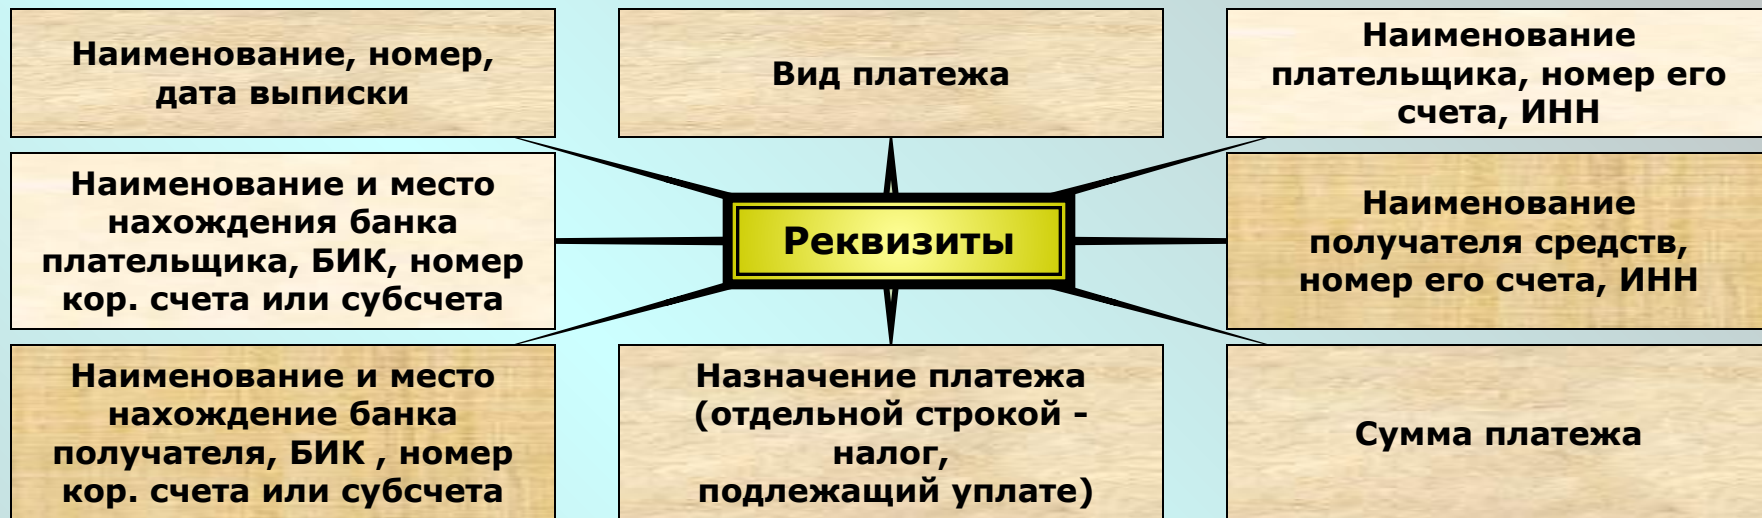 Наименование, номер,
дата выписки
Вид платежа
Наименование
плательщика, номер его
счета, ИНН
Наименование и место
нахождения банка
плательщика, БИК, номер
кор. счета или субсчета
Реквизиты
Наименование
получателя средств,
номер его счета, ИНН
Наименование и место
нахождение банка
получателя, БИК , номер
кор. счета или субсчета
Назначение платежа
(отдельной строкой -
налог,
подлежащий уплате)
Сумма платежа